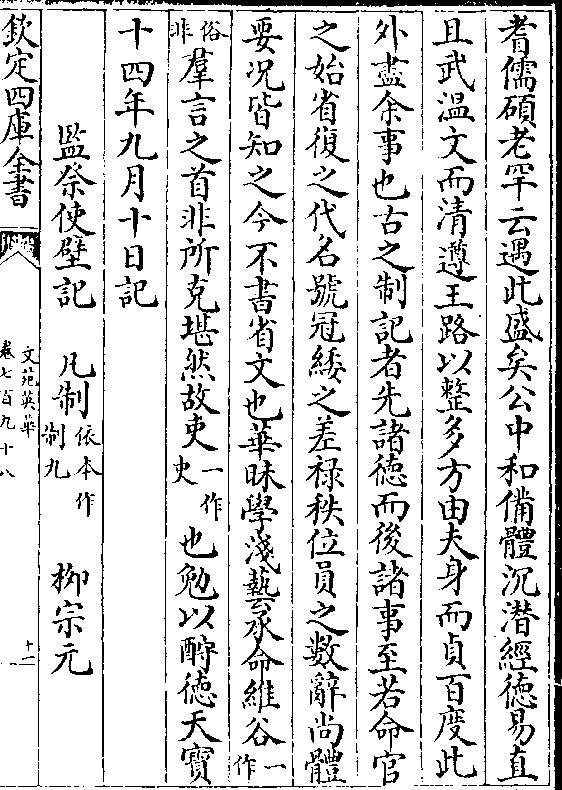 耆儒碩老罕云遇此盛矣公中和備體沉潜經德易直
且武温文而清遵王路以整多方由夫身而貞百度此
外盡余事也古之制記者先諸德而後諸事至若命官
之始省復之代名號冠綬之差禄秩位員之數辭尚體
要况皆知之今不書省文也華昧學淺藝承命維谷一作
俗非羣言之首非所克堪然故吏一作史也勉以酧德天寳
十四年九月十日記
監祭使壁記 凡制依本作制九 柳宗元
欽定四庫全書
文苑英華
卷七百九十八
十一